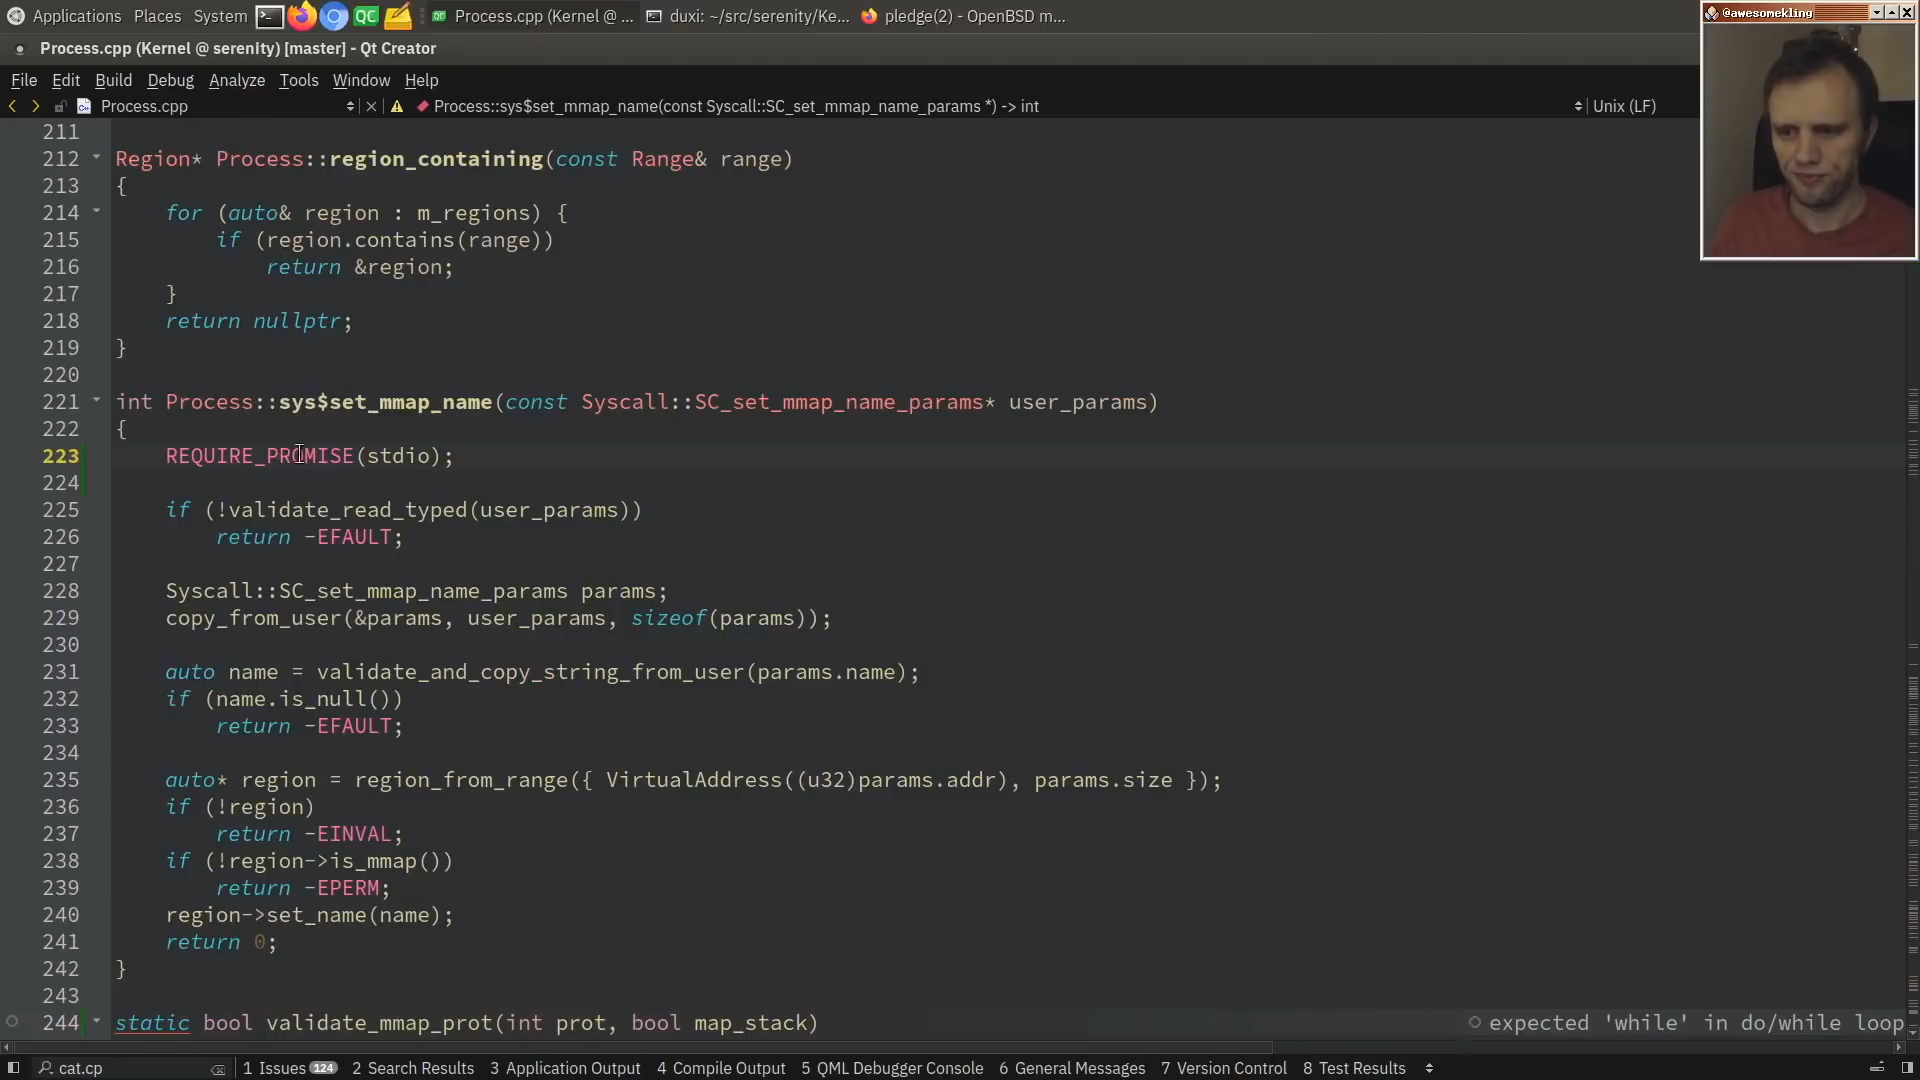 Applications Places System QC Process.cpp (Kernel @ ... duxi: ~/src/serenity/Ke... pledge(2) - OpenBSD m...
@awesomekling
Process.cpp (Kernel @ serenity) [master] - Qt Creator
File Edit Build Debug Analyze Tools Window Help
Process.cpp Process::sys$set_mmap_name(const Syscall::SC_set_mmap_name_params *) -> int Unix (LF)
211
212 Region* Process::region_containing(const Range& range)
213 {
214 for (auto& region : m_regions) {
215 if (region.contains(range))
216 return &region;
217 }
218 return nullptr;
219 }
220
221 int Process::sys$set_mmap_name(const Syscall::SC_set_mmap_name_params* user_params)
222 {
223 REQUIRE_PROMISE(stdio);
224
225 if (!validate_read_typed(user_params))
226 return -EFAULT;
227
228 Syscall::SC_set_mmap_name_params params;
229 copy_from_user(&params, user_params, sizeof(params));
230
231 auto name = validate_and_copy_string_from_user(params.name);
232 if (name.is_null())
233 return -EFAULT;
234
235 auto* region = region_from_range({ VirtualAddress((u32)params.addr), params.size });
236 if (!region)
237 return -EINVAL;
238 if (!region->is_mmap())
239 return -EPERM;
240 region->set_name(name);
241 return 0;
242 }
243
244 static bool validate_mmap_prot(int prot, bool map_stack) expected 'while' in do/while loop
cat.cp 1 Issues 124 2 Search Results 3 Application Output 4 Compile Output 5 QML Debugger Console 6 General Messages 7 Version Control 8 Test Results